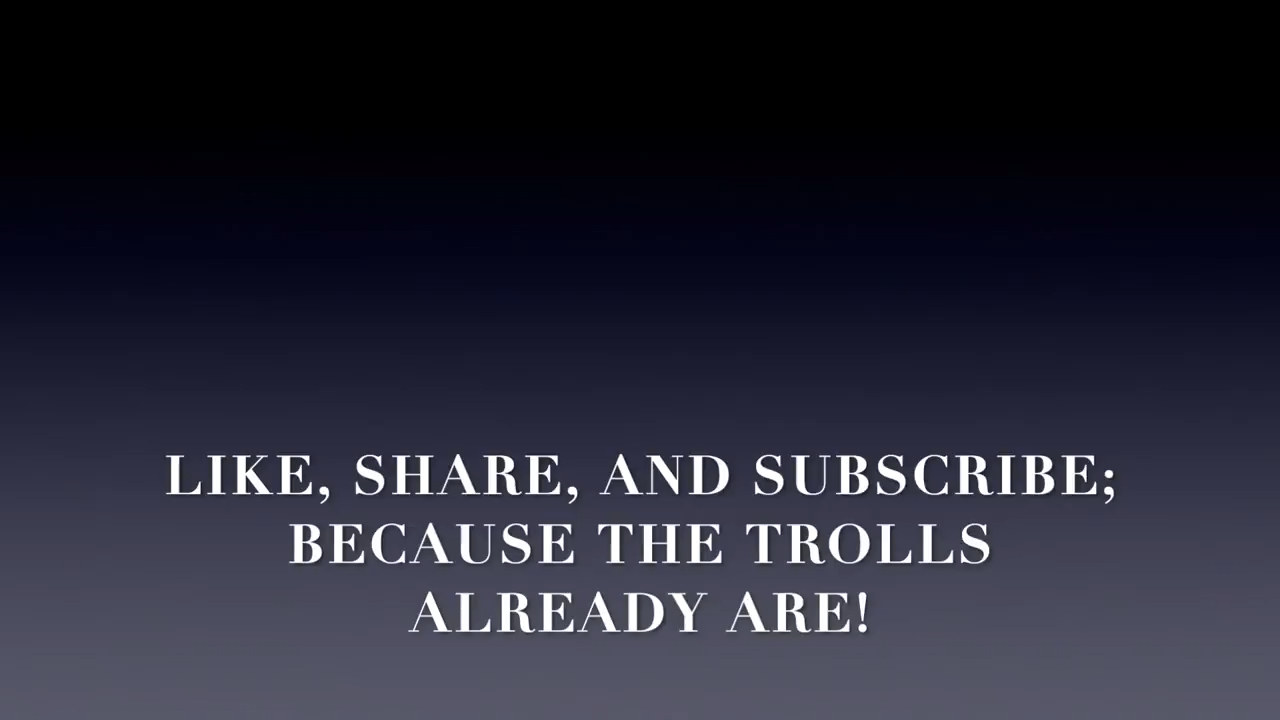 LIKE, SHARE, AND SUBSCRIBE;
BECAUSE THE TROLLS
ALREADY ARE!